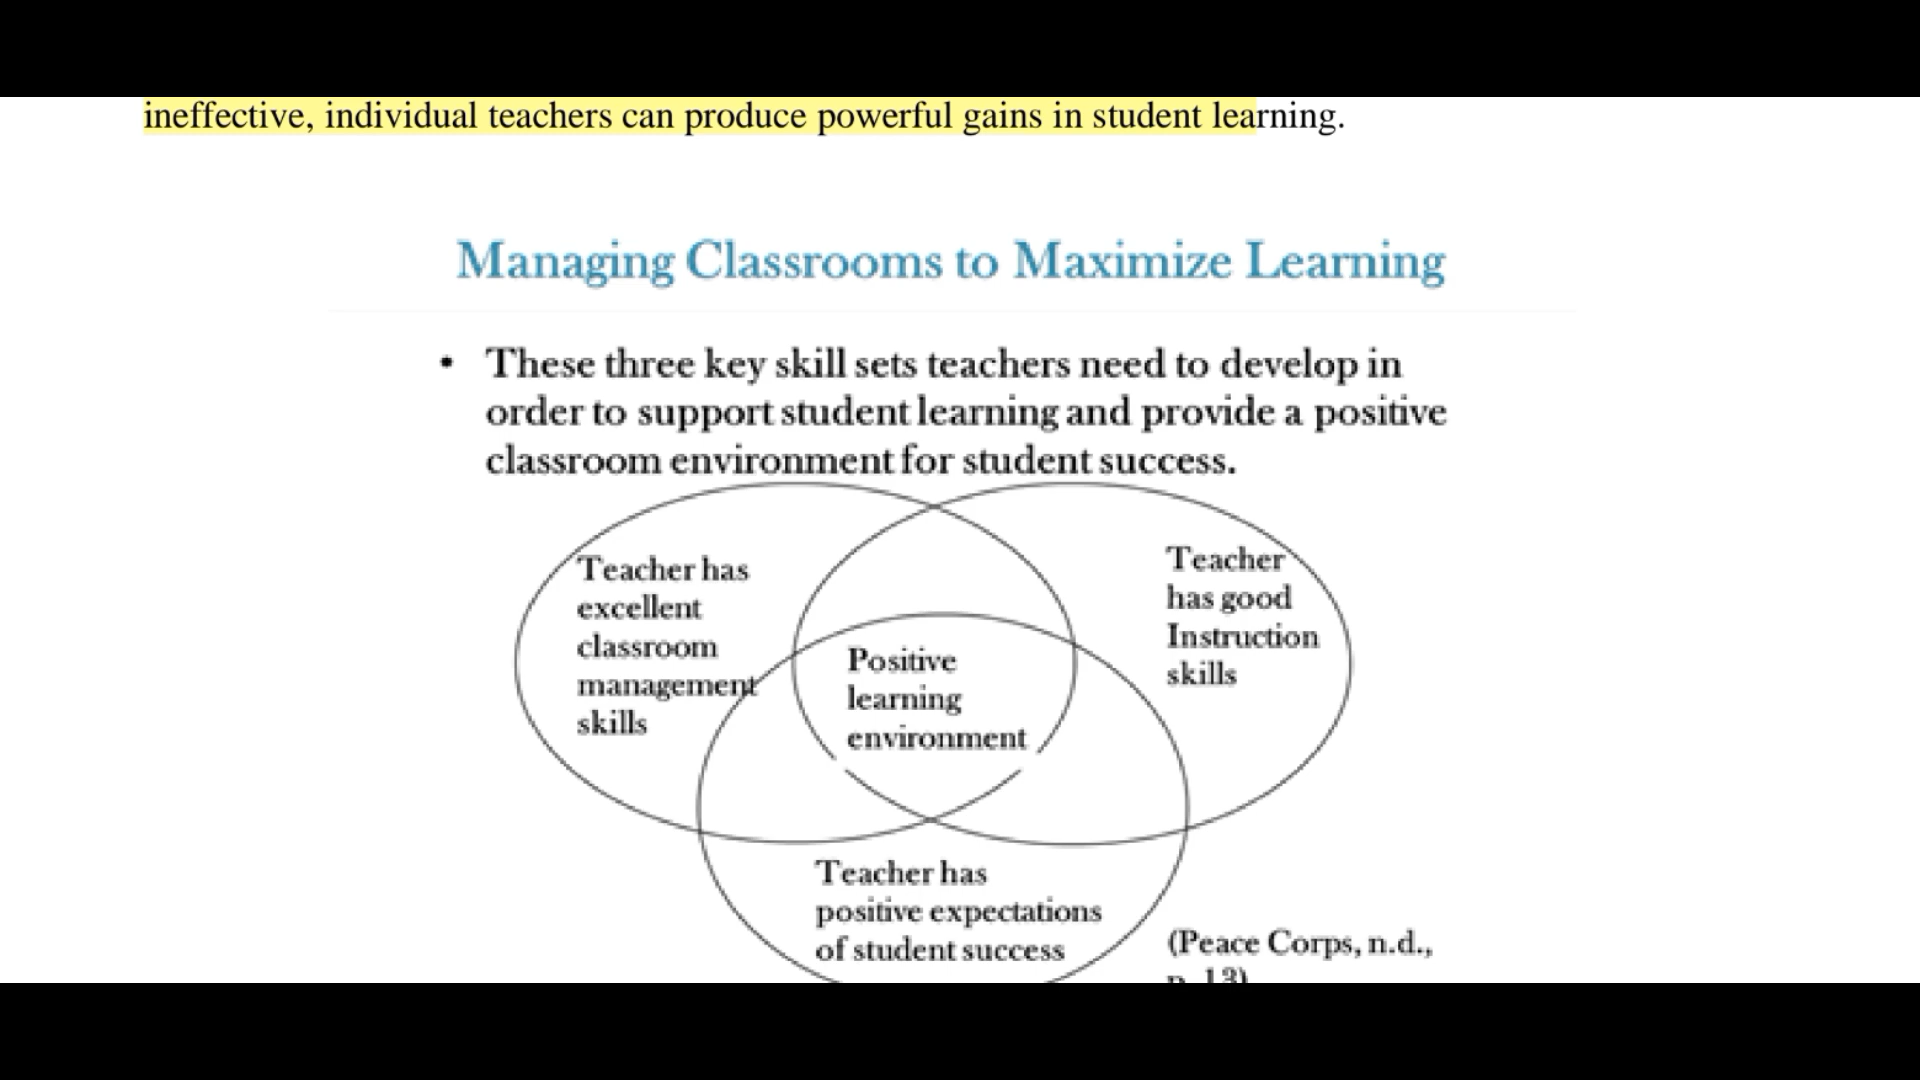 ineffective, individual teachers can produce powerful gains in student learning.
Managing Classrooms to Maximize Learning
• These three key skill sets teachers need to develop in
order to support student learning and provide a positive
classroom environment for student success.
Teacher has
excellent
classroom
management
skills
Teacher
has good
Instruction
skills
Positive
learning
environment
Teacher has
positive expectations
of student success
(Peace Corps, n.d.,
p. 13)